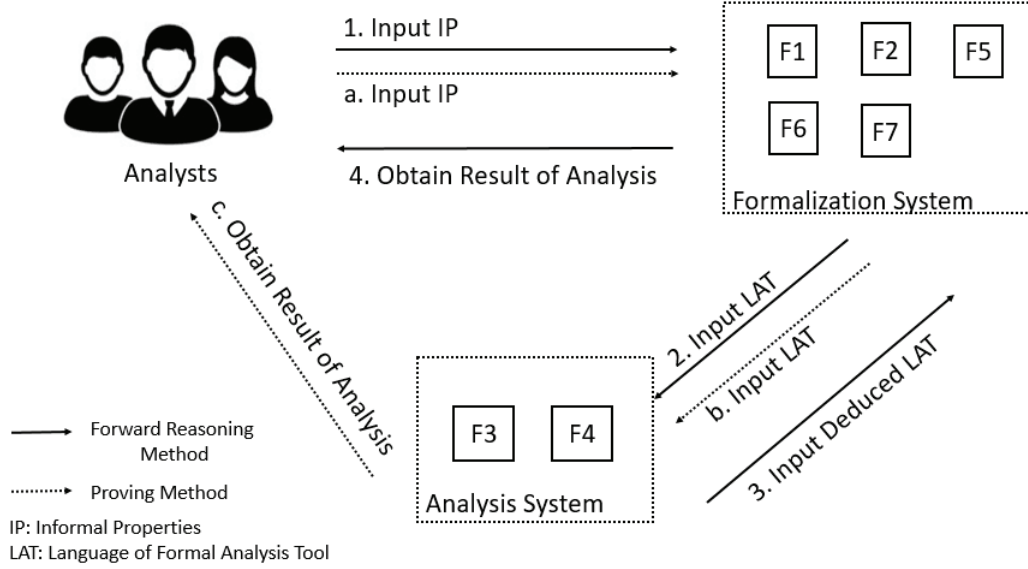 1. Input IP
a. Input IP
4. Obtain Result of Analysis
Analysts
F1 F2 F5
F6 F7
Formalization System
c. Obtain Result of Analysis
2. Input LAT
b. Input LAT
3. Input Deduced LAT
F3 F4
Analysis System
Forward Reasoning
Method
Proving Method
IP: Informal Properties
LAT: Language of Formal Analysis Tool